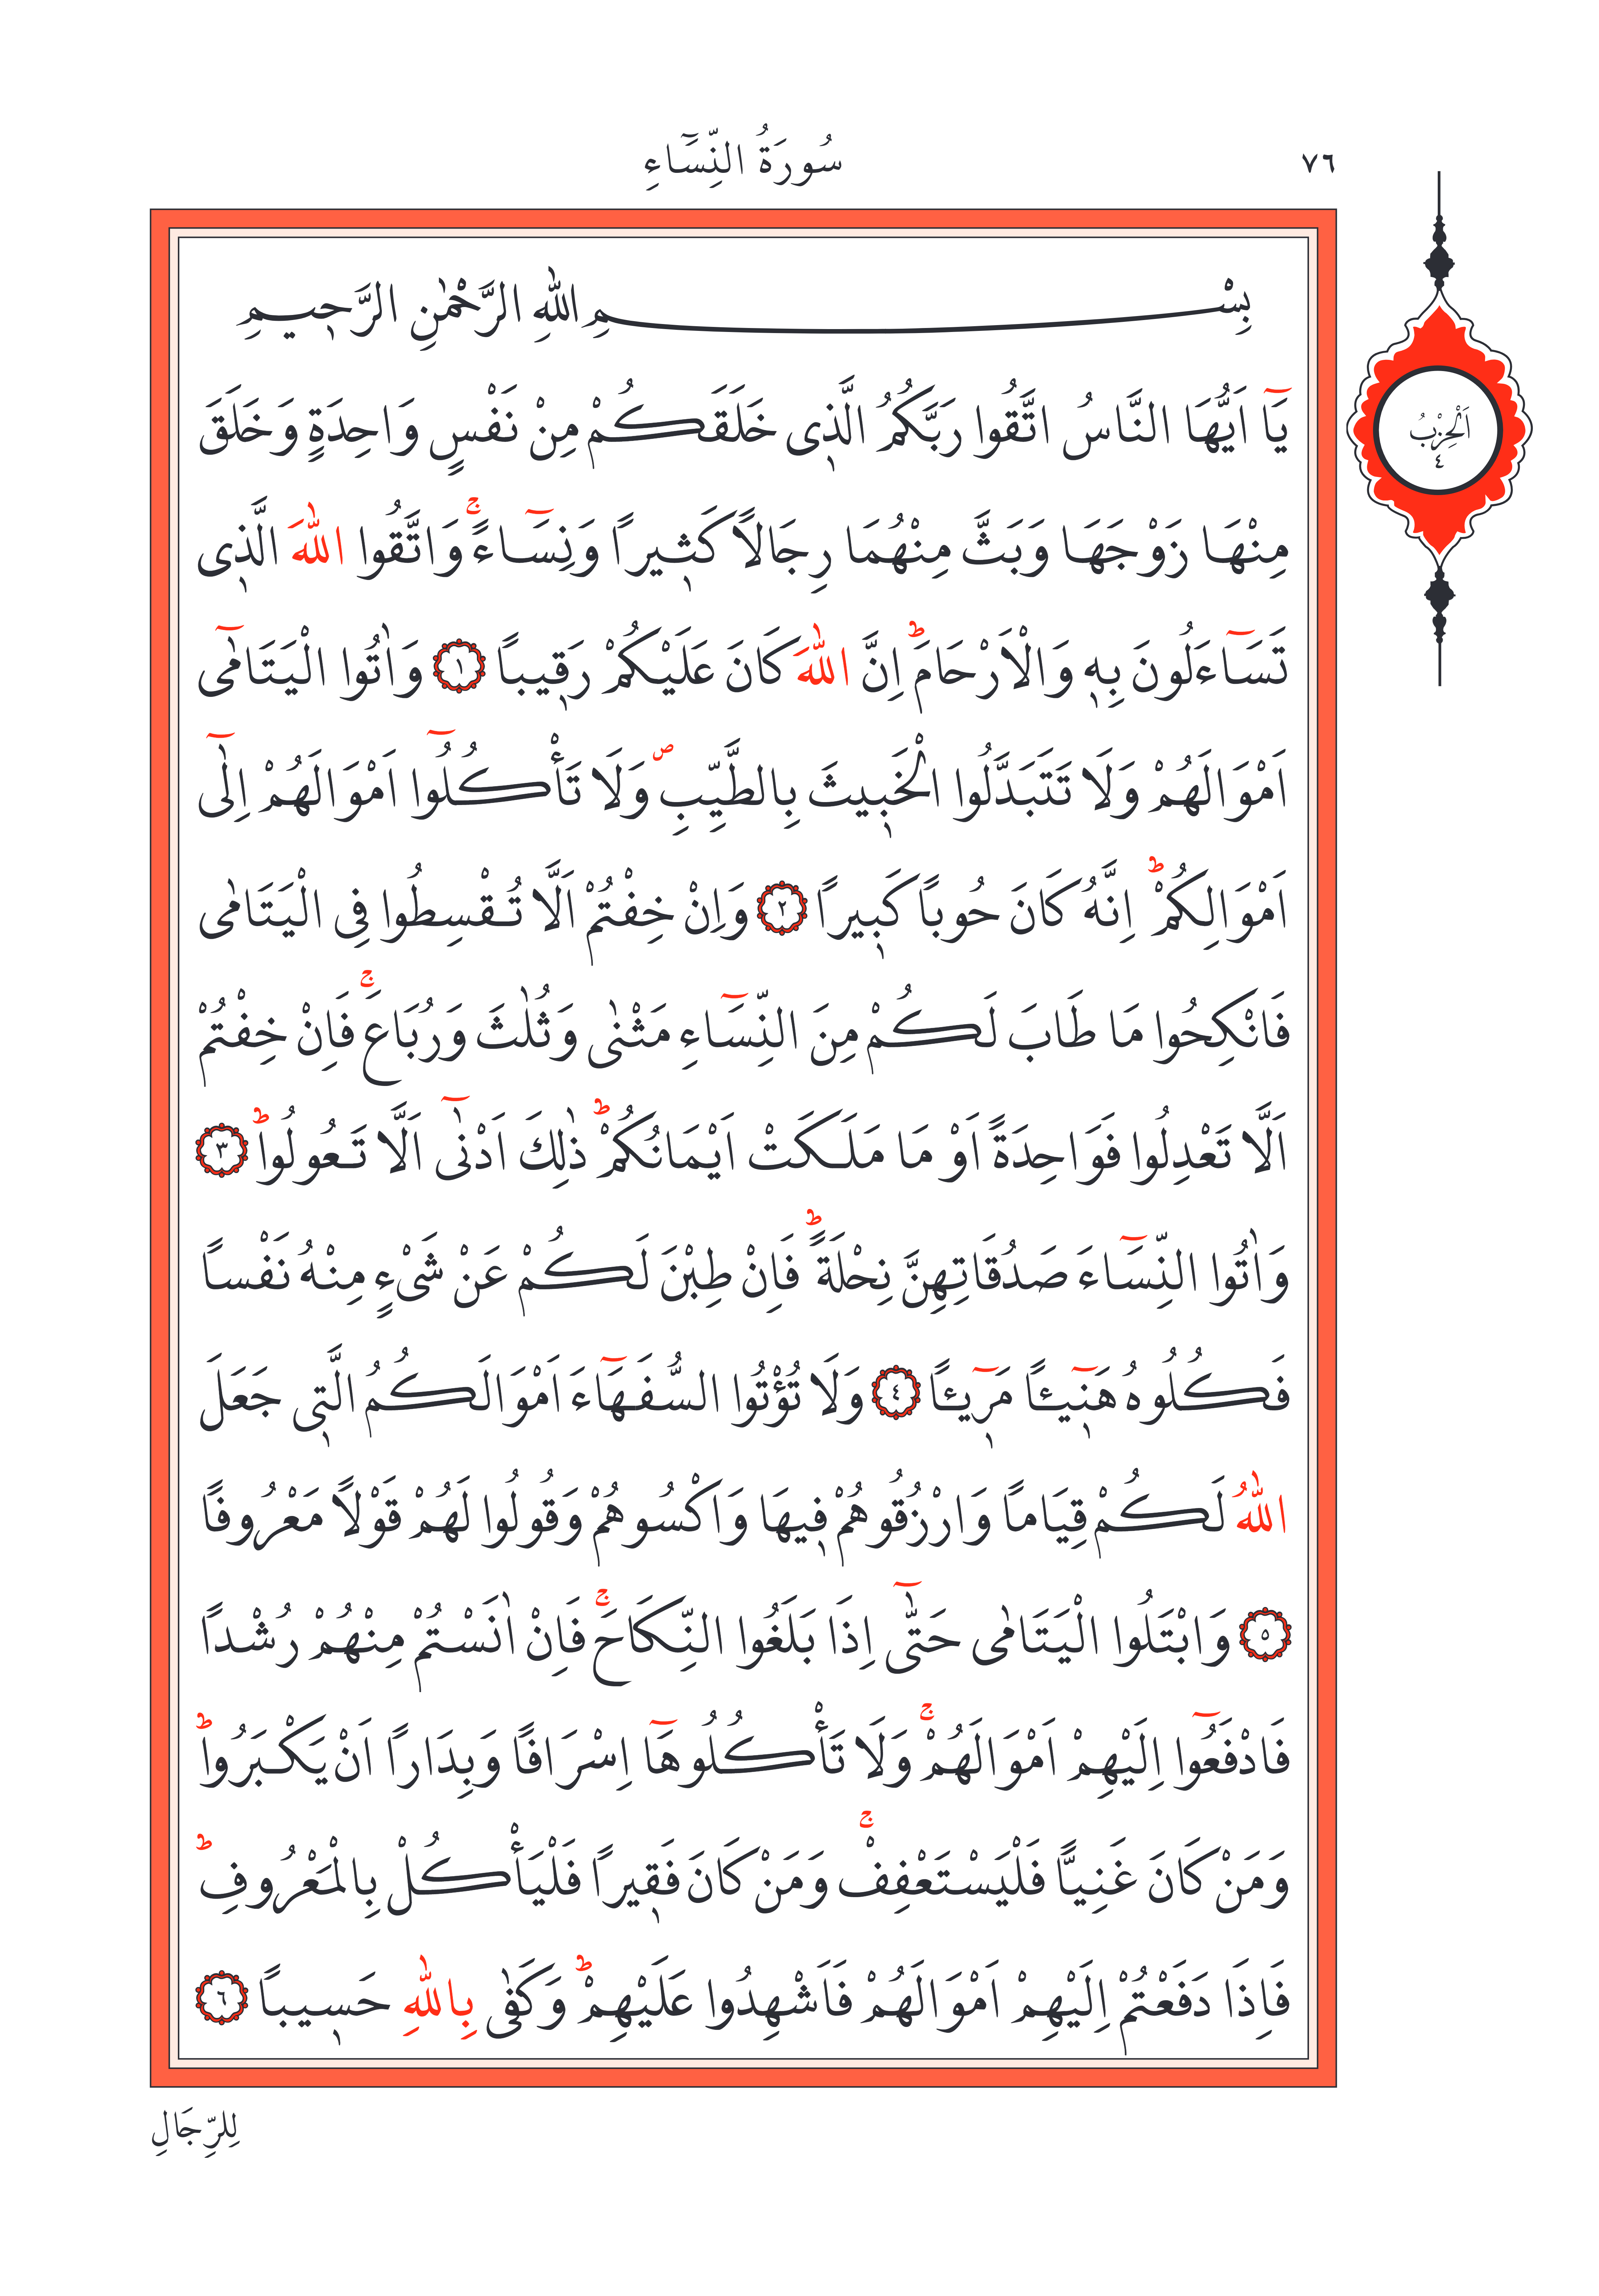 ٧٦
سُورَةُ النِّسَٓاءِ
اَلْحِزْبُ
٤
بِسْمِ اللّٰهِ الرَّحْمٰنِ الرَّح۪يمِ
يَٓا اَيُّهَا النَّاسُ اتَّقُوا رَبَّكُمُ الَّذ۪ي خَلَقَكُمْ مِنْ نَفْسٍ وَاحِدَةٍ وَخَلَقَ
مِنْهَا زَوْجَهَا وَبَثَّ مِنْهُمَا رِجَالاً كَث۪يراً وَنِسَٓاءًۚ وَاتَّقُوا اللّٰهَ الَّذ۪ي
تَسَٓاءَلُونَ بِه۪ وَالْاَرْحَامَۜ اِنَّ اللّٰهَ كَانَ عَلَيْكُمْ رَق۪يباً ﴿١﴾ وَاٰتُوا الْيَتَامٰٓى
اَمْوَالَهُمْ وَلَا تَتَبَدَّلُوا الْخَب۪يثَ بِالطَّيِّبِۖ وَلَا تَأْكُلُٓوا اَمْوَالَهُمْ اِلٰٓى
اَمْوَالِكُمْۜ اِنَّهُ كَانَ حُوباً كَب۪يراً ﴿٢﴾ وَاِنْ خِفْتُمْ اَلَّا تُقْسِطُوا فِي الْيَتَامٰى
فَانْكِحُوا مَا طَابَ لَكُمْ مِنَ النِّسَٓاءِ مَثْنٰى وَثُلٰثَ وَرُبَاعَۚ فَاِنْ خِفْتُمْ
اَلَّا تَعْدِلُوا فَوَاحِدَةً اَوْ مَا مَلَكَتْ اَيْمَانُكُمْۜ ذٰلِكَ اَدْنٰٓى اَلَّا تَعُولُواۜ ﴿٣﴾
وَاٰتُوا النِّسَٓاءَ صَدُقَاتِهِنَّ نِحْلَةًۜ فَاِنْ طِبْنَ لَكُمْ عَنْ شَيْءٍ مِنْهُ نَفْساً
فَكُلُوهُ هَن۪ٓيـٔاً مَر۪ٓيـٔاً ﴿٤﴾ وَلَا تُؤْتُوا السُّفَهَٓاءَ اَمْوَالَكُمُ الَّت۪ي جَعَلَ
اللّٰهُ لَكُمْ قِيَاماً وَارْزُقُوهُمْ ف۪يهَا وَاكْسُوهُمْ وَقُولُوا لَهُمْ قَوْلاً مَعْرُوفاً
﴿٥﴾ وَابْتَلُوا الْيَتَامٰى حَتّٰٓى اِذَا بَلَغُوا النِّكَاحَۚ فَاِنْ اٰنَسْتُمْ مِنْهُمْ رُشْداً
فَادْفَعُٓوا اِلَيْهِمْ اَمْوَالَهُمْۚ وَلَا تَأْكُلُوهَٓا اِسْرَافاً وَبِدَاراً اَنْ يَكْبَرُواۜ
وَمَنْ كَانَ غَنِياًّ فَلْيَسْتَعْفِفْۚ وَمَنْ كَانَ فَق۪يراً فَلْيَأْكُلْ بِالْمَعْرُوفِۜ
فَاِذَا دَفَعْتُمْ اِلَيْهِمْ اَمْوَالَهُمْ فَاَشْهِدُوا عَلَيْهِمْۜ وَكَفٰى بِاللّٰهِ حَس۪يباً ﴿٦﴾
لِلرِّجَالِ